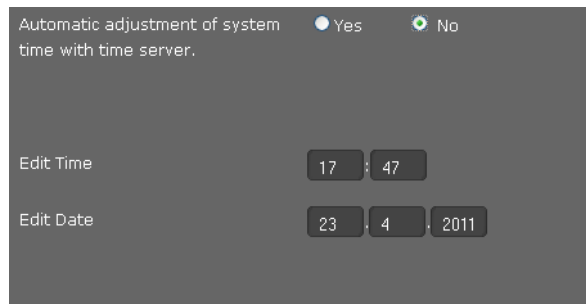 Automatic adjustment of system Yes No
time with time server.
Edit Time 17 : 47
Edit Date 23 . 4 . 2011